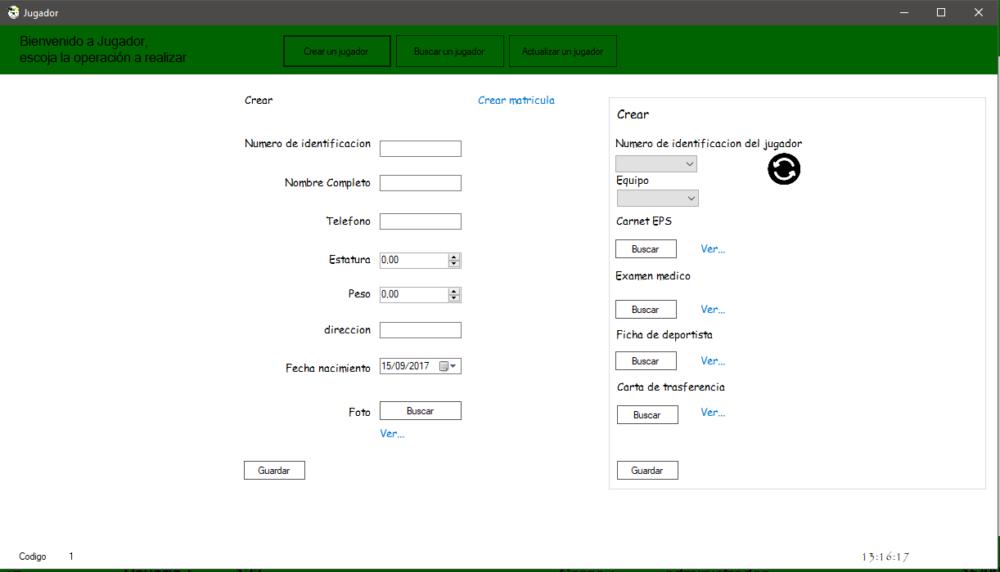 Jugador
Bienvenido a Jugador,
escoja la operación a realizar
Crear un jugador
Buscar un jugador
Actualizar un jugador
Crear
Crear matricula
Numero de identificacion
Nombre Completo
Telefono
Estatura
0,00
Peso
0,00
direccion
Fecha nacimiento
15/09/2017
Foto
Buscar
Ver...
Guardar
Crear
Numero de identificacion del jugador
Equipo
Carnet EPS
Buscar
Ver...
Examen medico
Buscar
Ver...
Ficha de deportista
Buscar
Ver...
Carta de trasferencia
Buscar
Ver...
Guardar
Codigo
1
13:16:17